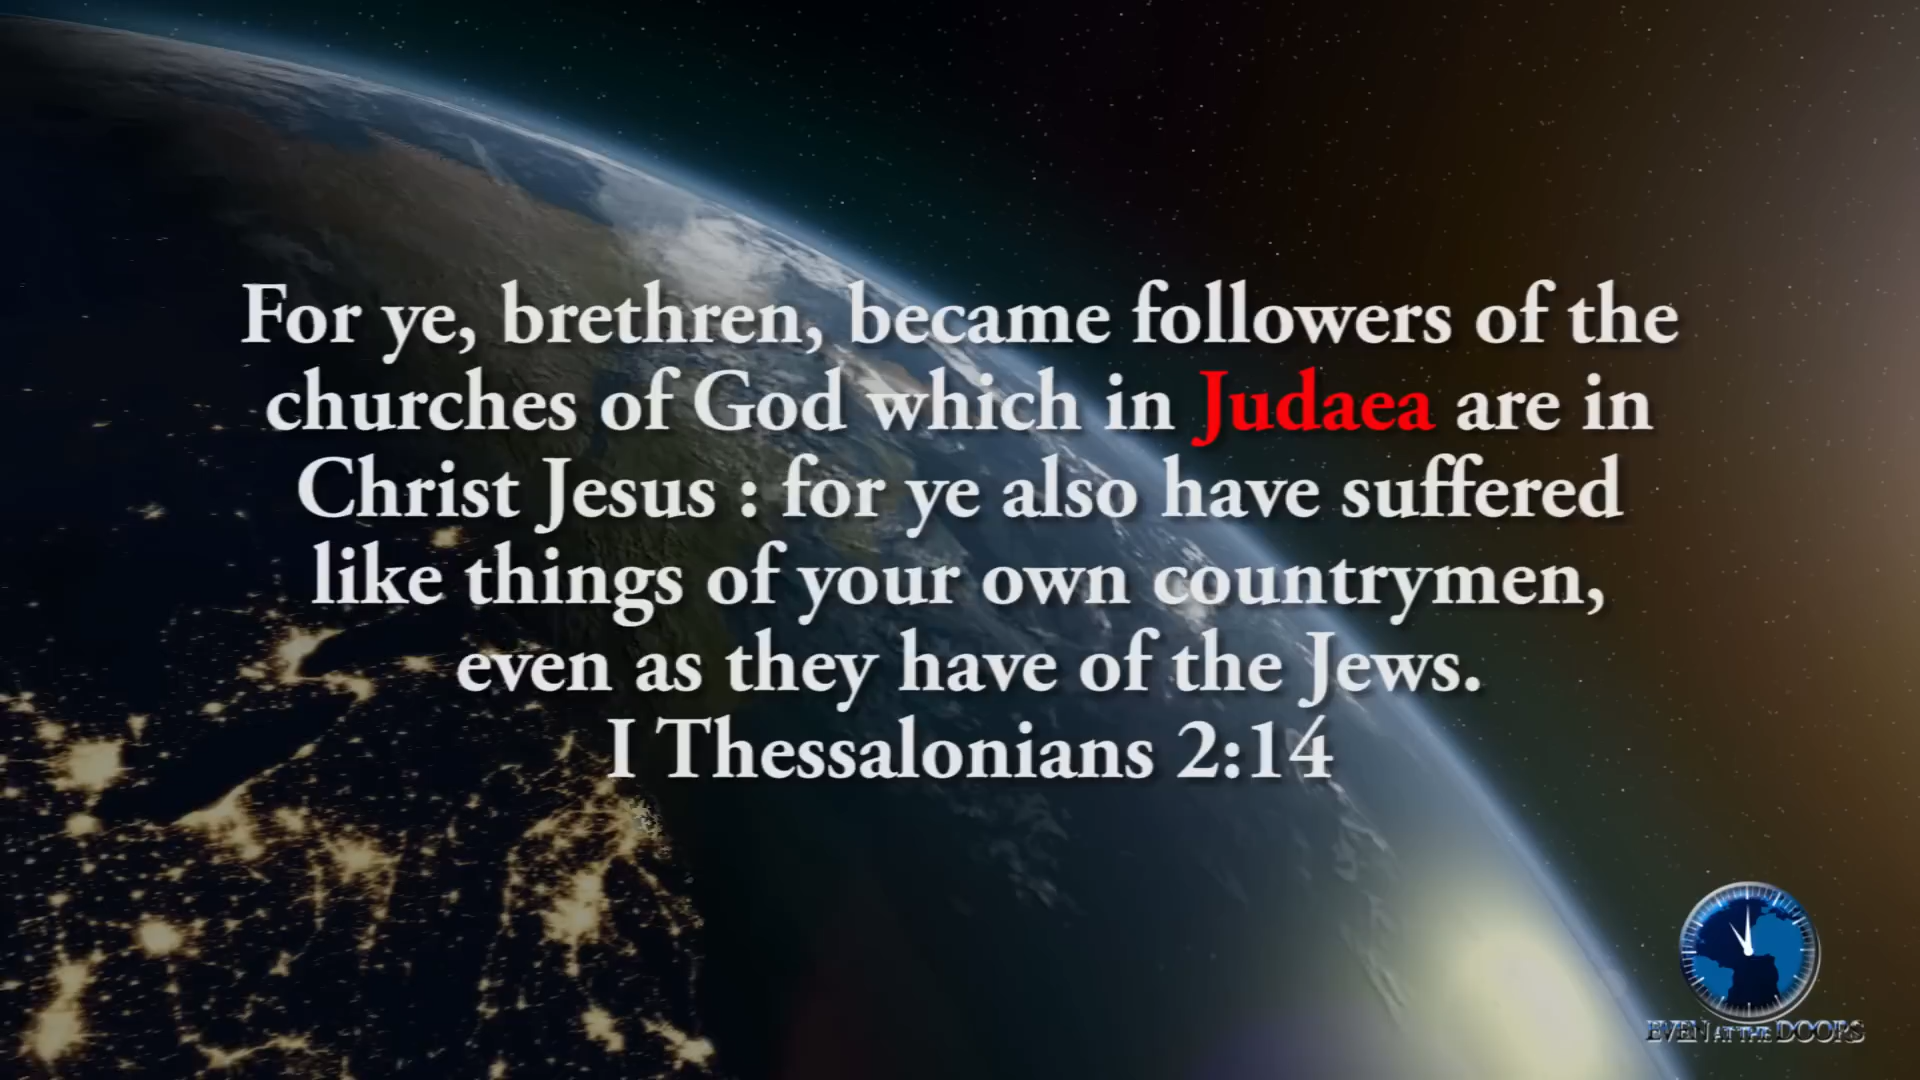 For ye, brethren, became followers of the
churches of God which in Judaea are in
Christ Jesus : for ye also have suffered
like things of your own countrymen,
even as they have of the Jews.
I Thessalonians 2:14
EVEN AT THE DOORS